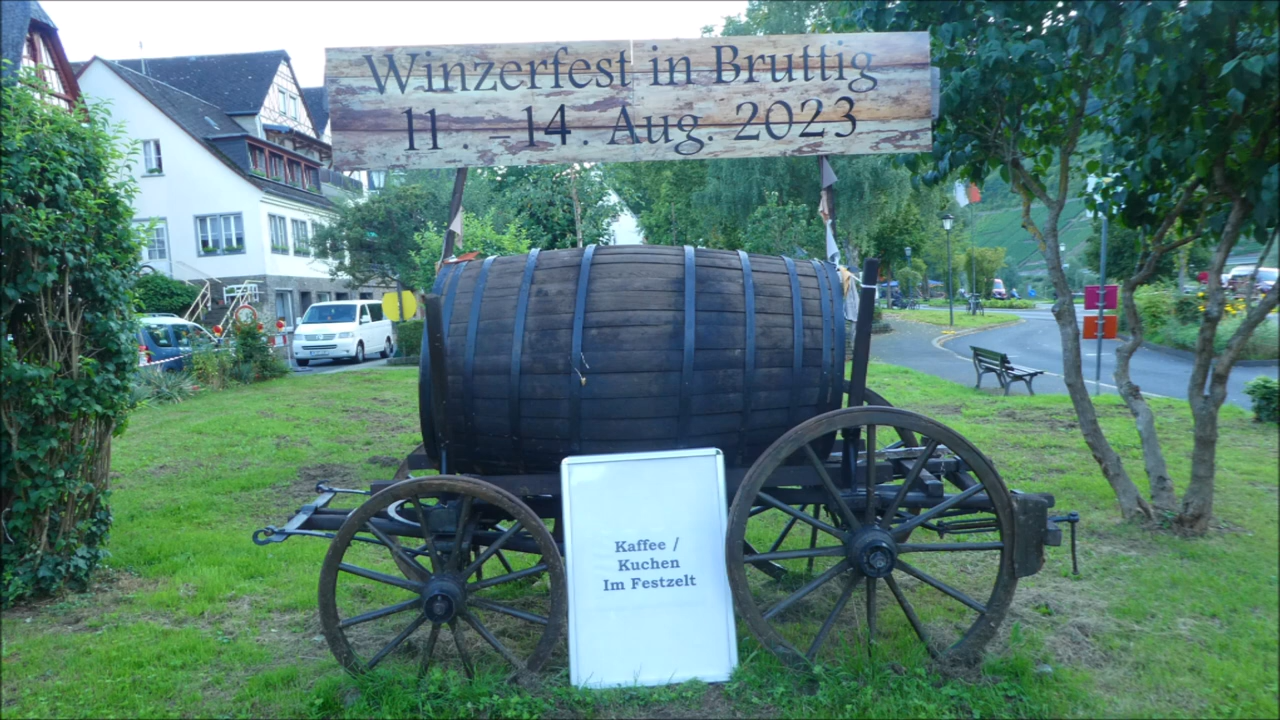 Winzerfest in Bruttig
11. -14. Aug. 2023
Kaffee /
Kuchen
Im Festzelt